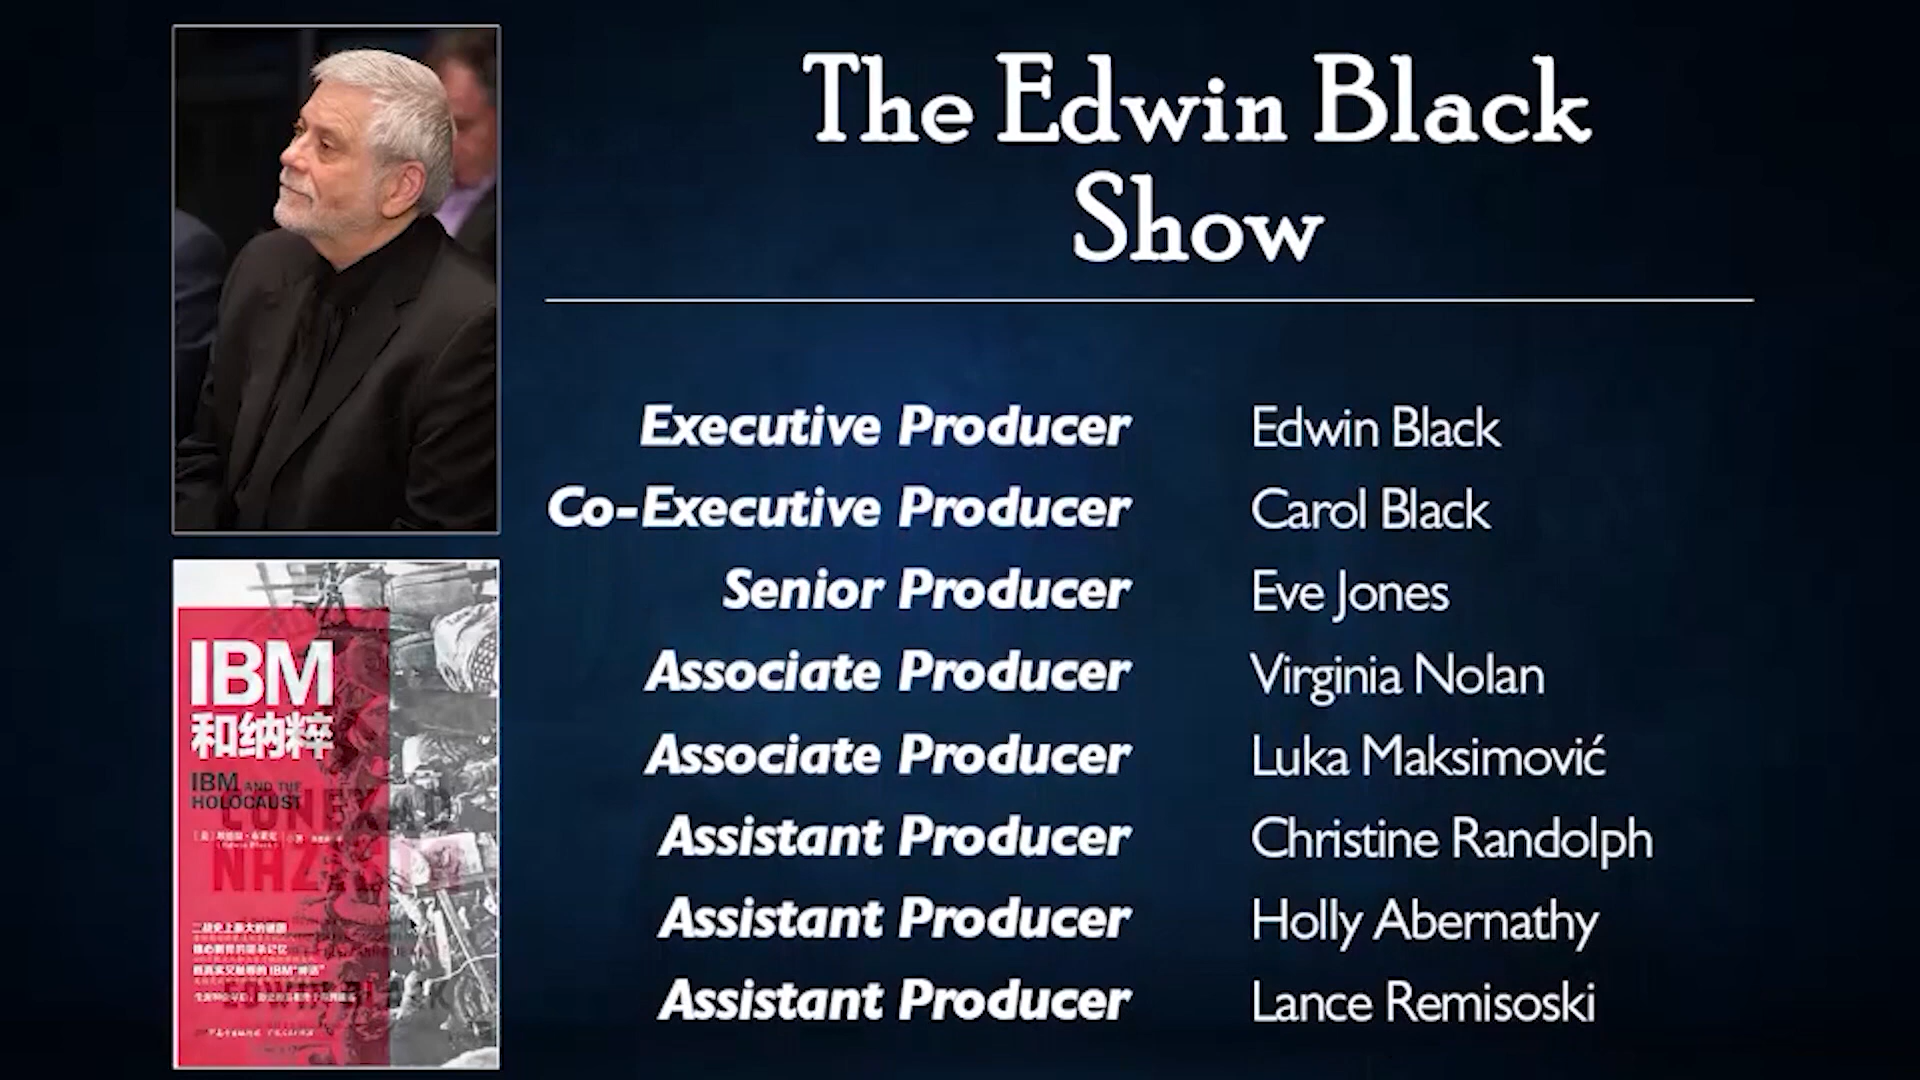 The Edwin Black
Show
Executive Producer Edwin Black
Co-Executive Producer Carol Black
Senior Producer Eve Jones
Associate Producer Virginia Nolan
Associate Producer Luka Maksimović
Assistant Producer Christine Randolph
Assistant Producer Holly Abernathy
Assistant Producer Lance Remisoski
IBM
和纳粹
IBM AND THE
HOLOCAUST